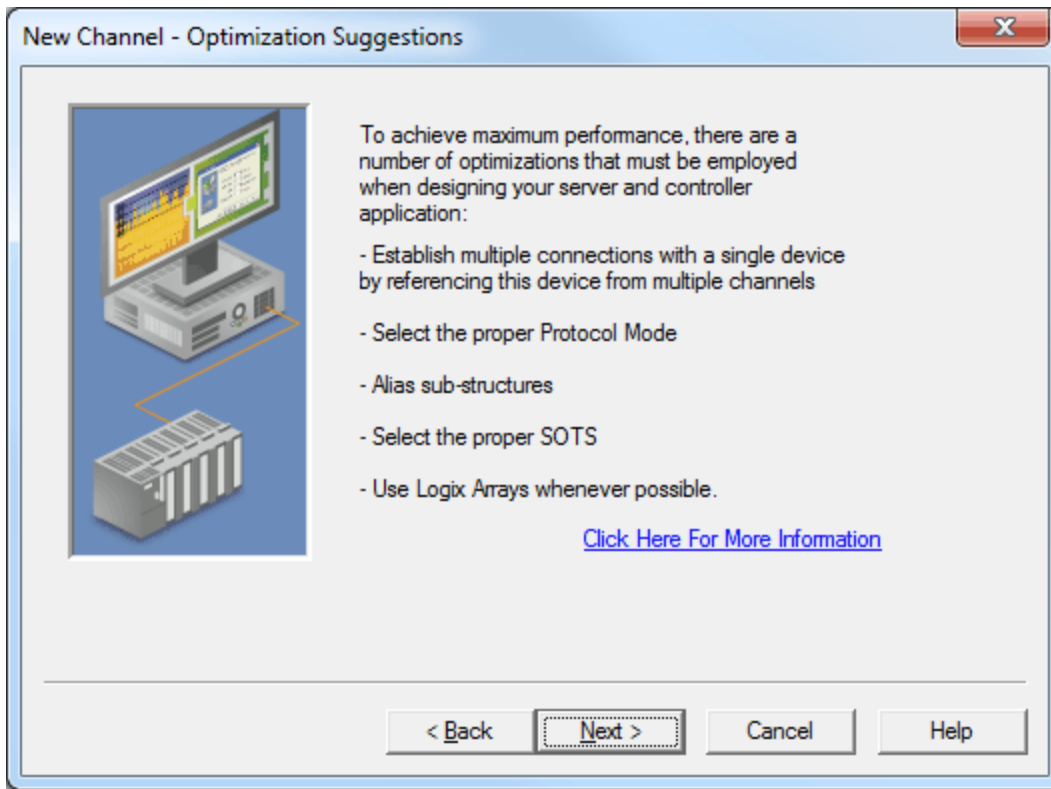 New Channel - Optimization Suggestions
To achieve maximum performance, there are a
number of optimizations that must be employed
when designing your server and controller
application:
- Establish multiple connections with a single device
by referencing this device from multiple channels
- Select the proper Protocol Mode
- Alias sub-structures
- Select the proper SOTS
- Use Logix Arrays whenever possible.
Click Here For More Information
< Back
Next >
Cancel
Help